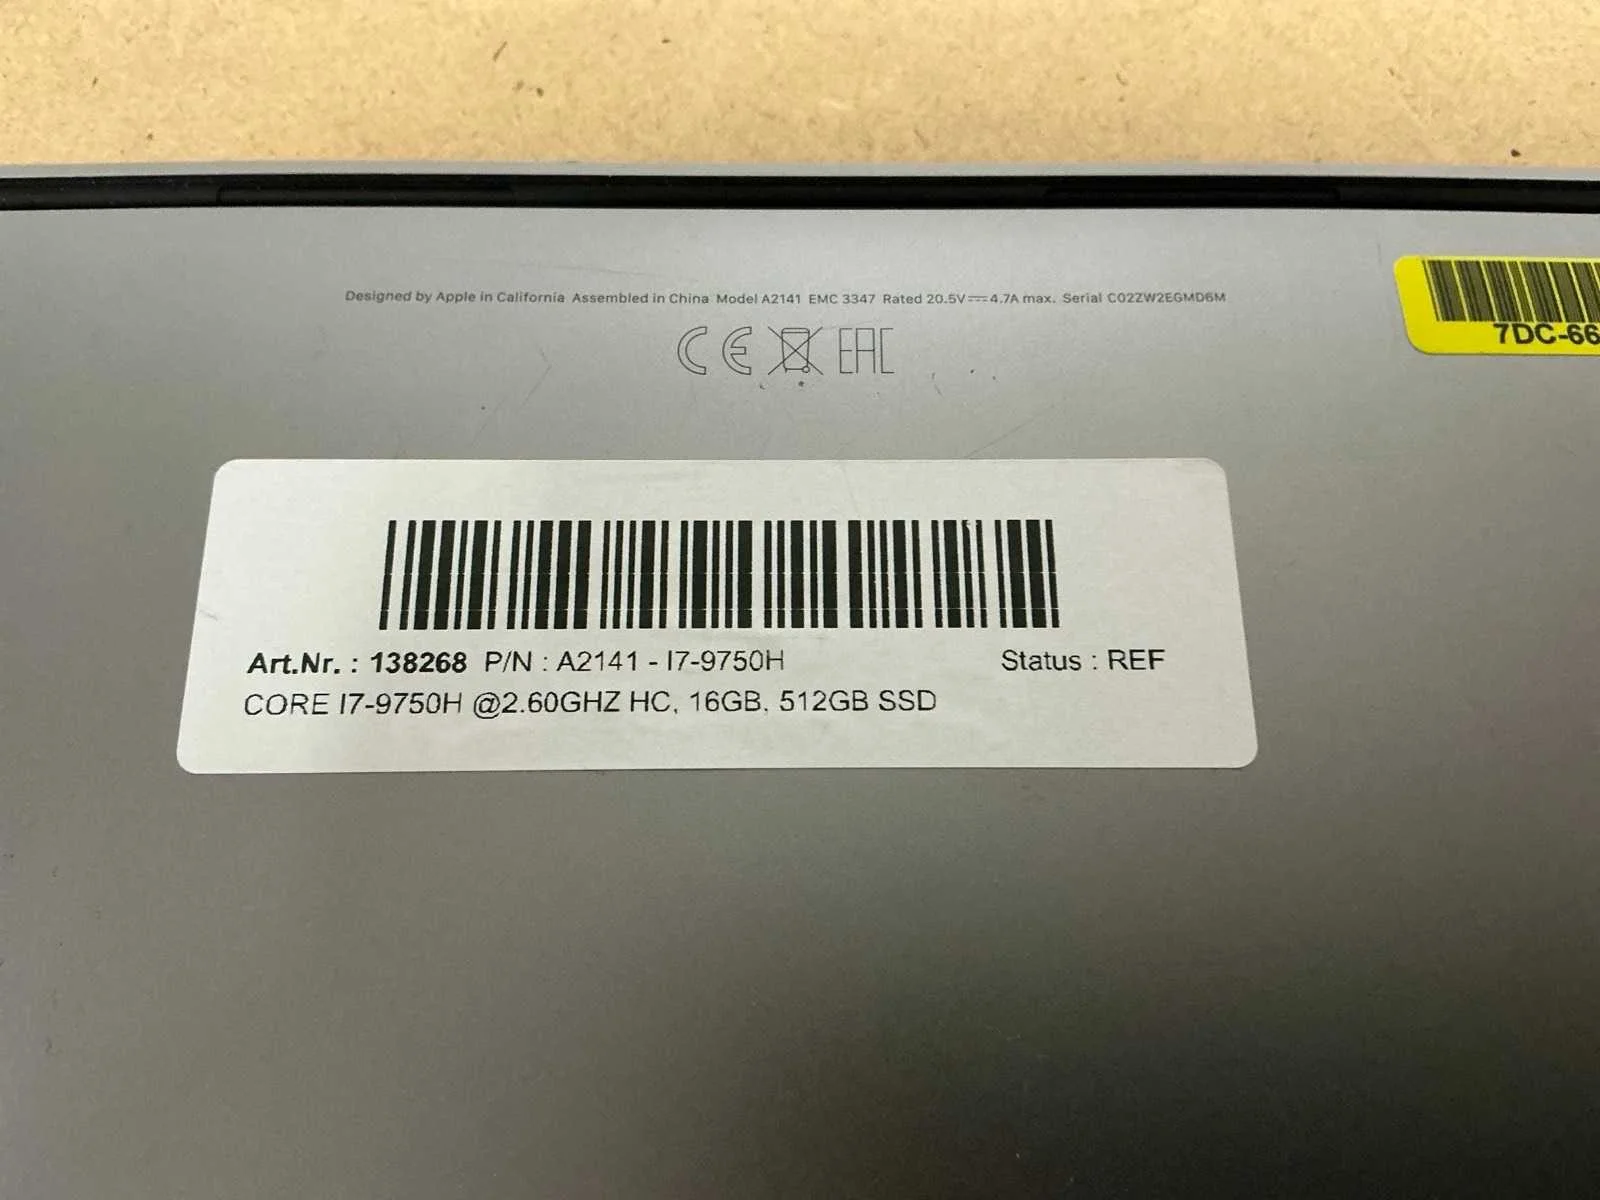 Designed by Apple in California Assembled in China Model A2141 EMC 3347 Rated 20.5V⎓4.7A max. Serial C02ZW2EGMD6M
CE EAC
7DC-66
Art.Nr. : 138268 P/N : A2141 - I7-9750H Status : REF
CORE I7-9750H @2.60GHZ HC, 16GB, 512GB SSD